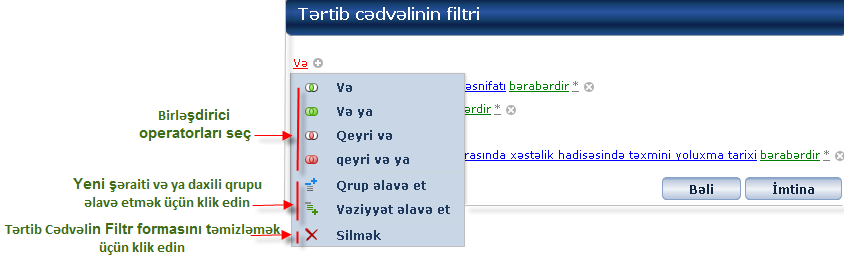 Tərtib cədvəlinin filtri
Və
Və
əsnifatı bərabərdir *
Və ya
ərdir *
Qeyri və
qeyri və ya
rasında xəstəlik hadisəsində təxmini yoluxma tarixi bərabərdir *
Qrup əlavə et
Vəziyyət əlavə et
Silmək
Bəli
İmtina
Birləşdirici
operatorları seç
Yeni şəraiti və ya daxili qrupu
əlavə etmək üçün klik edin
Tərtib Cədvəlin Filtr formasını təmizləmək
üçün klik edin